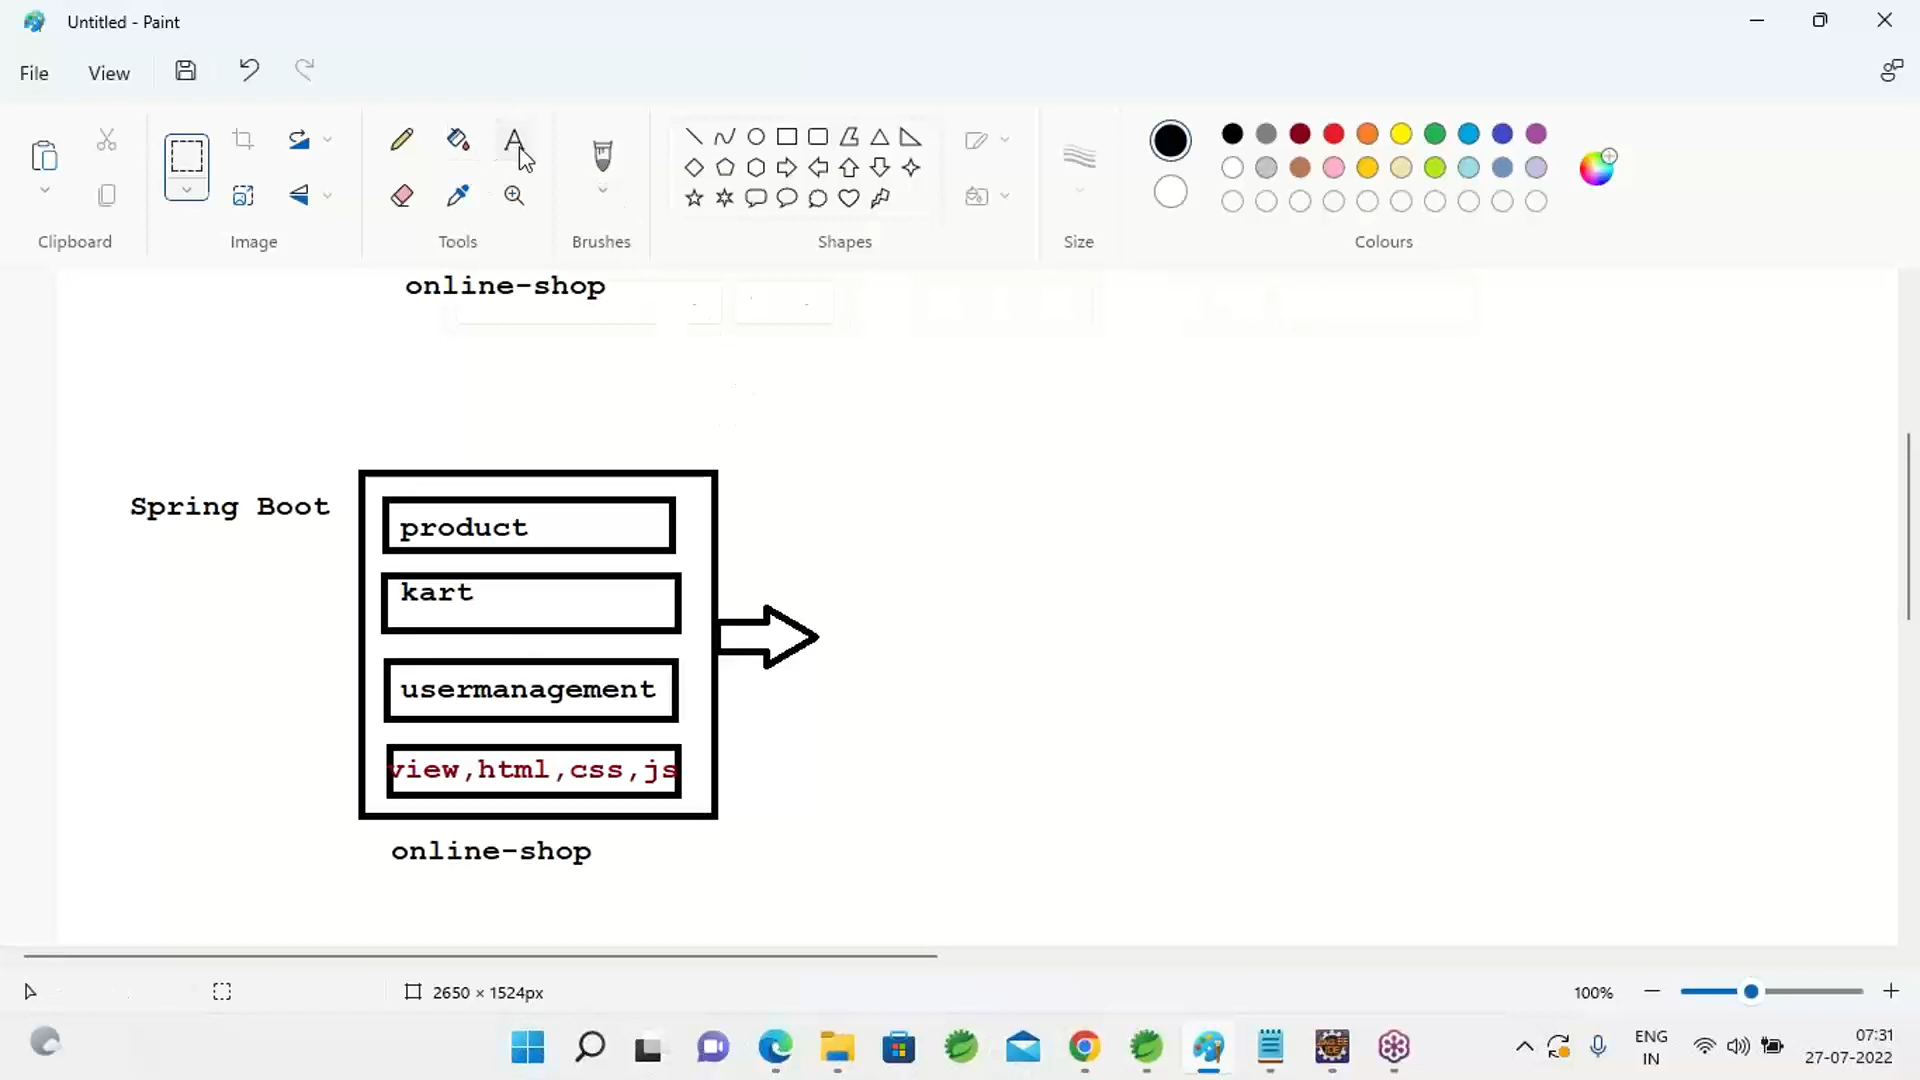 Untitled - Paint
File View
Clipboard Image Tools Brushes Shapes Size Colours
online-shop
Spring Boot
product
kart
usermanagement
view,html,css,js
online-shop
2650 × 1524px
100%
ENG
IN
07:31
27-07-2022